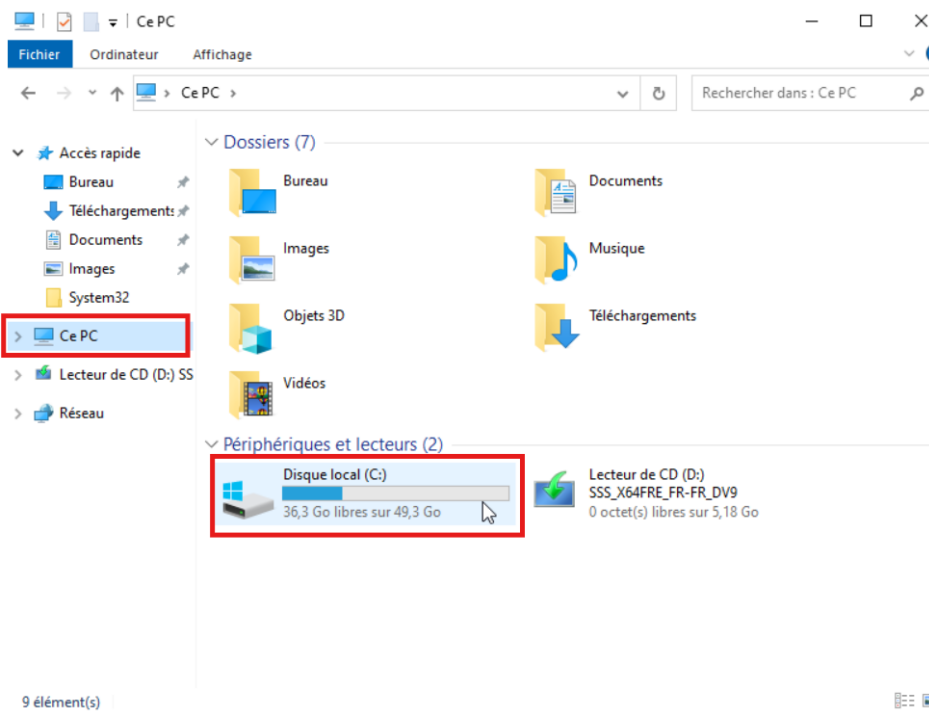 Ce PC
Fichier Ordinateur Affichage
Ce PC
Rechercher dans : Ce PC
Accès rapide
Bureau
Téléchargements
Documents
Images
System32
Ce PC
Lecteur de CD (D:) SS
Réseau
Dossiers (7)
Bureau
Documents
Images
Musique
Objets 3D
Téléchargements
Vidéos
Périphériques et lecteurs (2)
Disque local (C:)
36,3 Go libres sur 49,3 Go
Lecteur de CD (D:)
SSS_X64FRE_FR-FR_DV9
0 octet(s) libres sur 5,18 Go
9 élément(s)